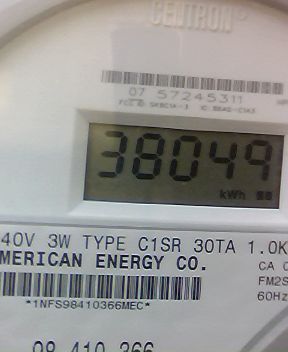 CENTRON®
07 57245311
38049
kWh
40V 3W TYPE C1SR 30TA 1.0K
MERICAN ENERGY CO.
CA 0
FM2S
60Hz
*1NFS98410366MEC*
98 410 366